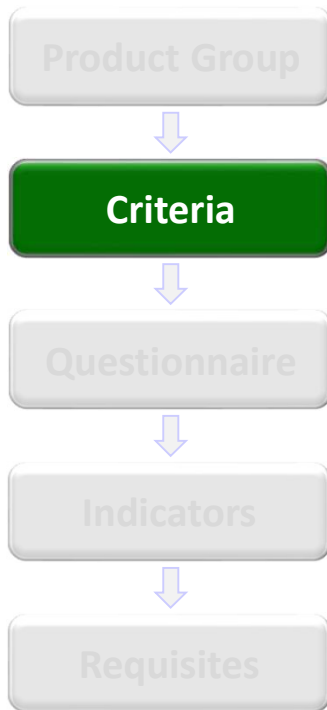 Product Group
Criteria
Questionnaire
Indicators
Requisites